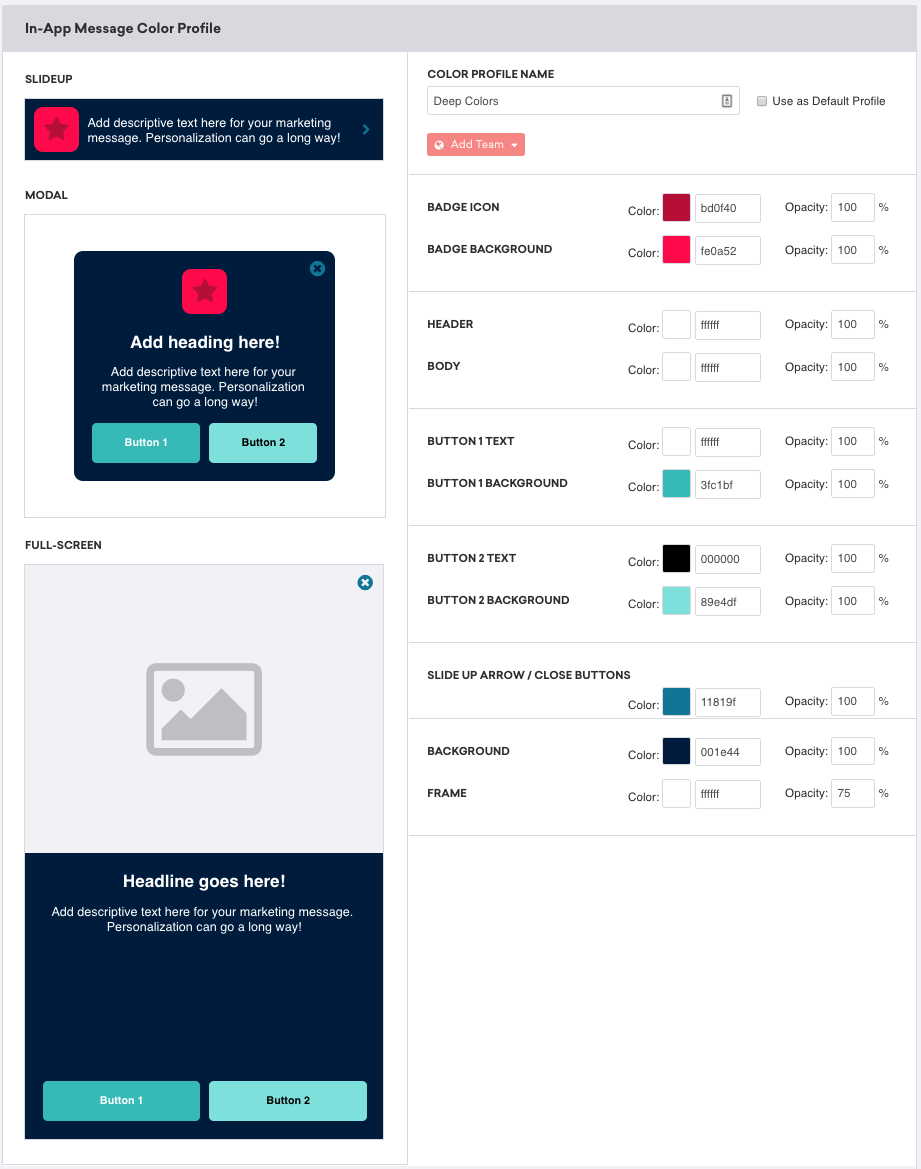 In-App Message Color Profile
SLIDEUP
Add descriptive text here for your marketing
message. Personalization can go a long way!
MODAL
Add heading here!
Add descriptive text here for your
marketing message. Personalization
can go a long way!
Button 1
Button 2
FULL-SCREEN
Headline goes here!
Add descriptive text here for your marketing message.
Personalization can go a long way!
Button 1
Button 2
COLOR PROFILE NAME
Deep Colors
Use as Default Profile
Add Team
BADGE ICON Color: bd0f40 Opacity: 100 %
BADGE BACKGROUND Color: fe0a52 Opacity: 100 %
HEADER Color: ffffff Opacity: 100 %
BODY Color: ffffff Opacity: 100 %
BUTTON 1 TEXT Color: ffffff Opacity: 100 %
BUTTON 1 BACKGROUND Color: 3fc1bf Opacity: 100 %
BUTTON 2 TEXT Color: 000000 Opacity: 100 %
BUTTON 2 BACKGROUND Color: 89e4df Opacity: 100 %
SLIDE UP ARROW / CLOSE BUTTONS
Color: 11819f Opacity: 100 %
BACKGROUND Color: 001e44 Opacity: 100 %
FRAME Color: ffffff Opacity: 75 %